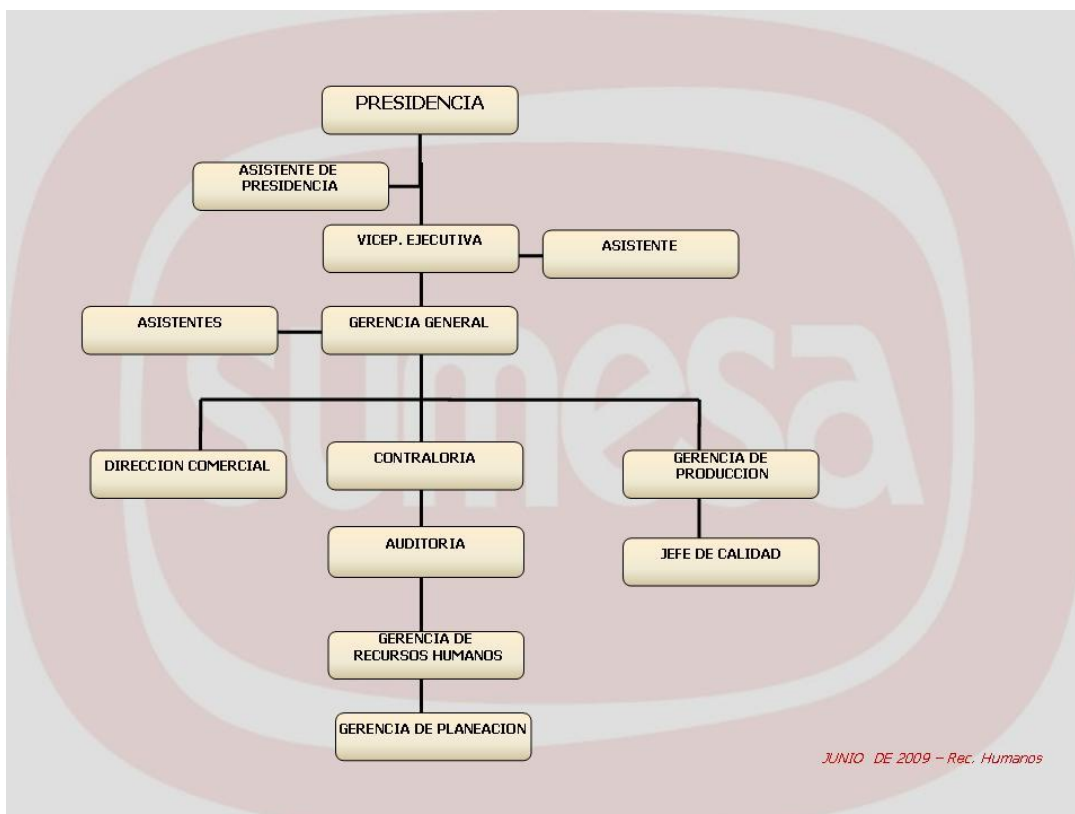 PRESIDENCIA
ASISTENTE DE
PRESIDENCIA
VICEP. EJECUTIVA
ASISTENTE
ASISTENTES
GERENCIA GENERAL
sumesa
DIRECCION COMERCIAL
CONTRALORIA
GERENCIA DE
PRODUCCION
AUDITORIA
JEFE DE CALIDAD
GERENCIA DE
RECURSOS HUMANOS
GERENCIA DE PLANEACION
JUNIO DE 2009 – Rec. Humanos